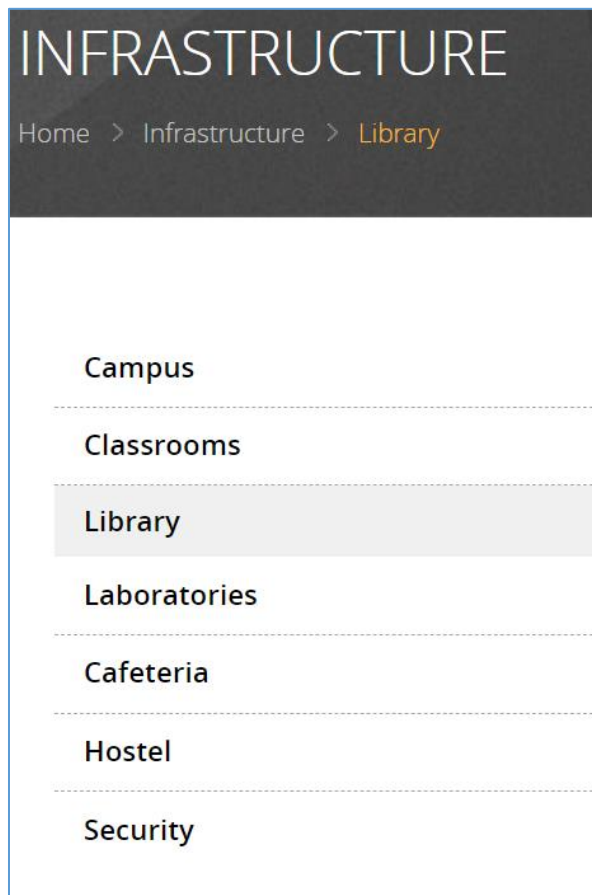 INFRASTRUCTURE
Home > Infrastructure > Library
Campus
Classrooms
Library
Laboratories
Cafeteria
Hostel
Security